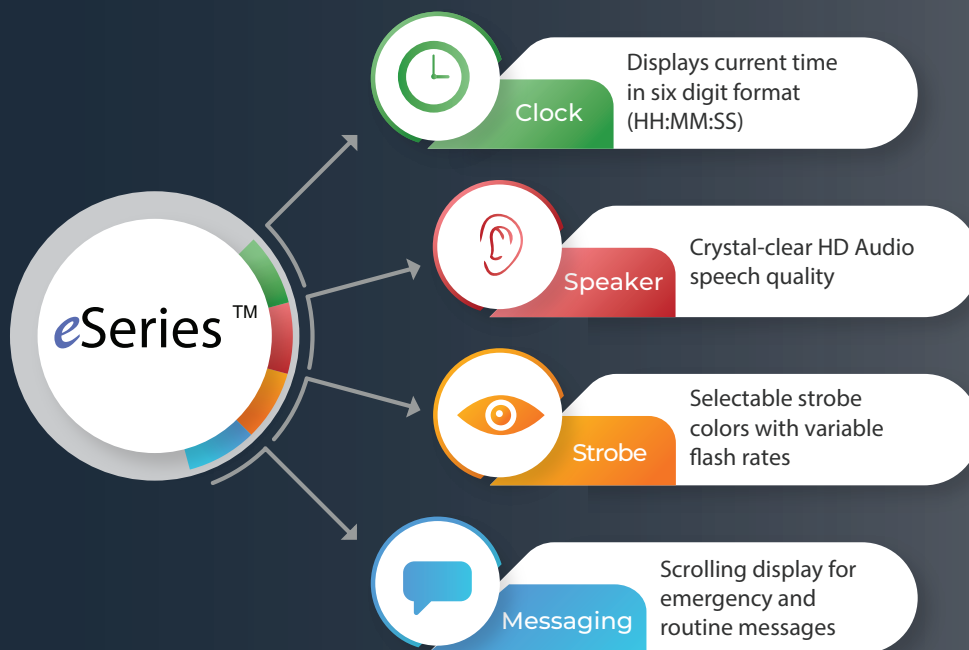 Displays current time
in six digit format
(HH:MM:SS)
Clock
Crystal-clear HD Audio
speech quality
Speaker
eSeries™
Selectable strobe
colors with variable
flash rates
Strobe
Scrolling display for
emergency and
routine messages
Messaging